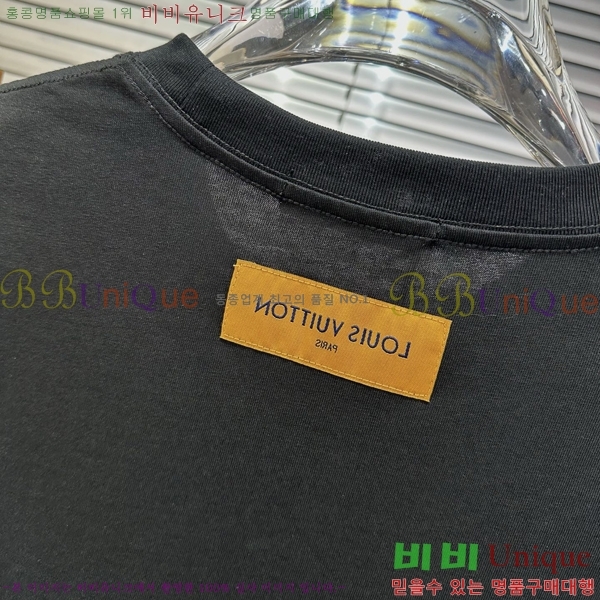 홍콩명품쇼핑몰 1위 비비유니크명품구매대행
BBUniQue 동종업계 최고의 품질 NO.1 BBUniQue
LOUIS VUITTON
PARIS
비비 Unique
믿을수 있는 명품구매대행